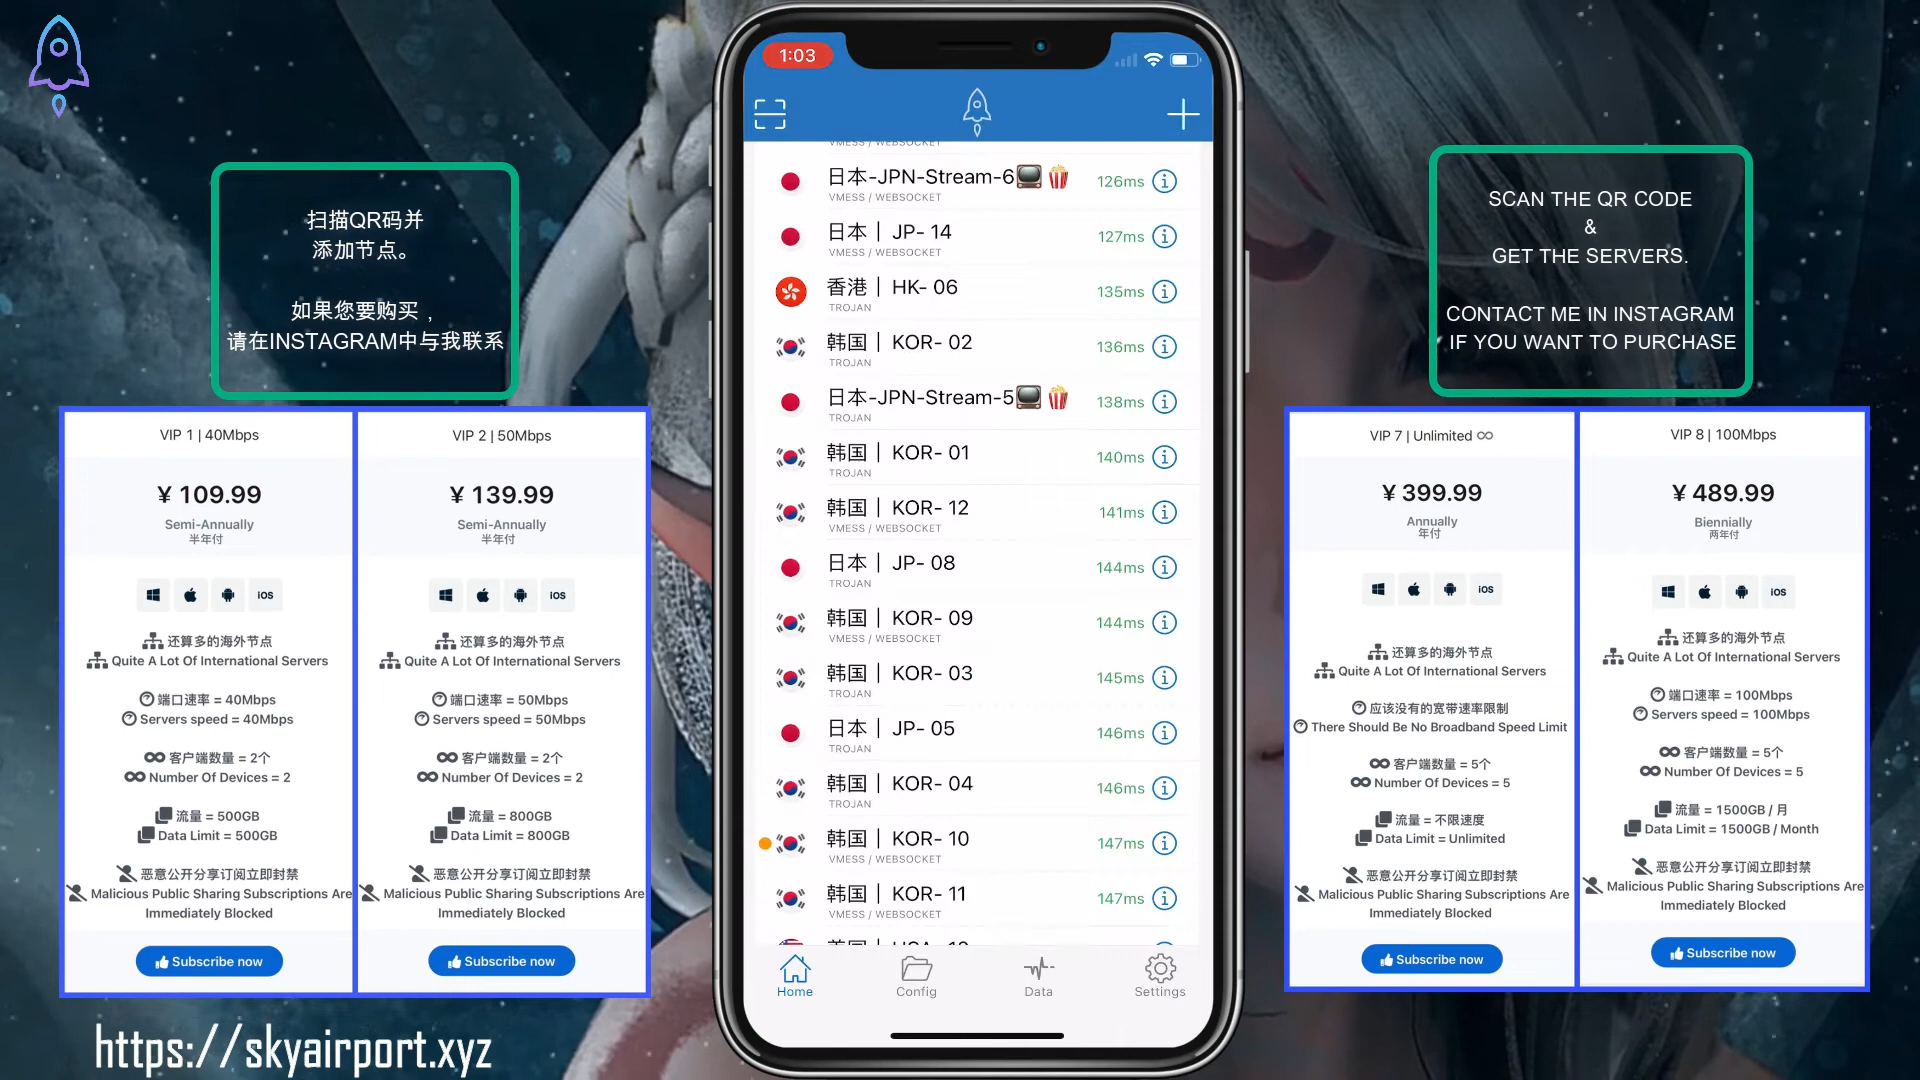 扫描QR码并
添加节点。
如果您要购买，
请在INSTAGRAM中与我联系
VIP 1 | 40Mbps
¥ 109.99
Semi-Annually
半年付
iOS
还算多的海外节点
Quite A Lot Of International Servers
端口速率 = 40Mbps
Servers speed = 40Mbps
客户端数量 = 2个
Number Of Devices = 2
流量 = 500GB
Data Limit = 500GB
恶意公开分享订阅立即封禁
Malicious Public Sharing Subscriptions Are
Immediately Blocked
Subscribe now
VIP 2 | 50Mbps
¥ 139.99
Semi-Annually
半年付
iOS
还算多的海外节点
Quite A Lot Of International Servers
端口速率 = 50Mbps
Servers speed = 50Mbps
客户端数量 = 2个
Number Of Devices = 2
流量 = 800GB
Data Limit = 800GB
恶意公开分享订阅立即封禁
Malicious Public Sharing Subscriptions Are
Immediately Blocked
Subscribe now
https://skyairport.xyz
1:03
VMESS / WEBSOCKET
日本-JPN-Stream-6📺🍿 126ms
VMESS / WEBSOCKET
日本｜ JP- 14 127ms
VMESS / WEBSOCKET
香港｜ HK- 06 135ms
TROJAN
韩国｜ KOR- 02 136ms
TROJAN
日本-JPN-Stream-5📺🍿 138ms
TROJAN
韩国｜ KOR- 01 140ms
TROJAN
韩国｜ KOR- 12 141ms
VMESS / WEBSOCKET
日本｜ JP- 08 144ms
TROJAN
韩国｜ KOR- 09 144ms
VMESS / WEBSOCKET
韩国｜ KOR- 03 145ms
TROJAN
日本｜ JP- 05 146ms
TROJAN
韩国｜ KOR- 04 146ms
TROJAN
韩国｜ KOR- 10 147ms
VMESS / WEBSOCKET
韩国｜ KOR- 11 147ms
VMESS / WEBSOCKET
Home Config Data Settings
SCAN THE QR CODE
&
GET THE SERVERS.
CONTACT ME IN INSTAGRAM
IF YOU WANT TO PURCHASE
VIP 7 | Unlimited ∞
¥ 399.99
Annually
年付
iOS
还算多的海外节点
Quite A Lot Of International Servers
应该没有的宽带速率限制
There Should Be No Broadband Speed Limit
客户端数量 = 5个
Number Of Devices = 5
流量 = 不限速度
Data Limit = Unlimited
恶意公开分享订阅立即封禁
Malicious Public Sharing Subscriptions Are
Immediately Blocked
Subscribe now
VIP 8 | 100Mbps
¥ 489.99
Biennially
两年付
iOS
还算多的海外节点
Quite A Lot Of International Servers
端口速率 = 100Mbps
Servers speed = 100Mbps
客户端数量 = 5个
Number Of Devices = 5
流量 = 1500GB / 月
Data Limit = 1500GB / Month
恶意公开分享订阅立即封禁
Malicious Public Sharing Subscriptions Are
Immediately Blocked
Subscribe now